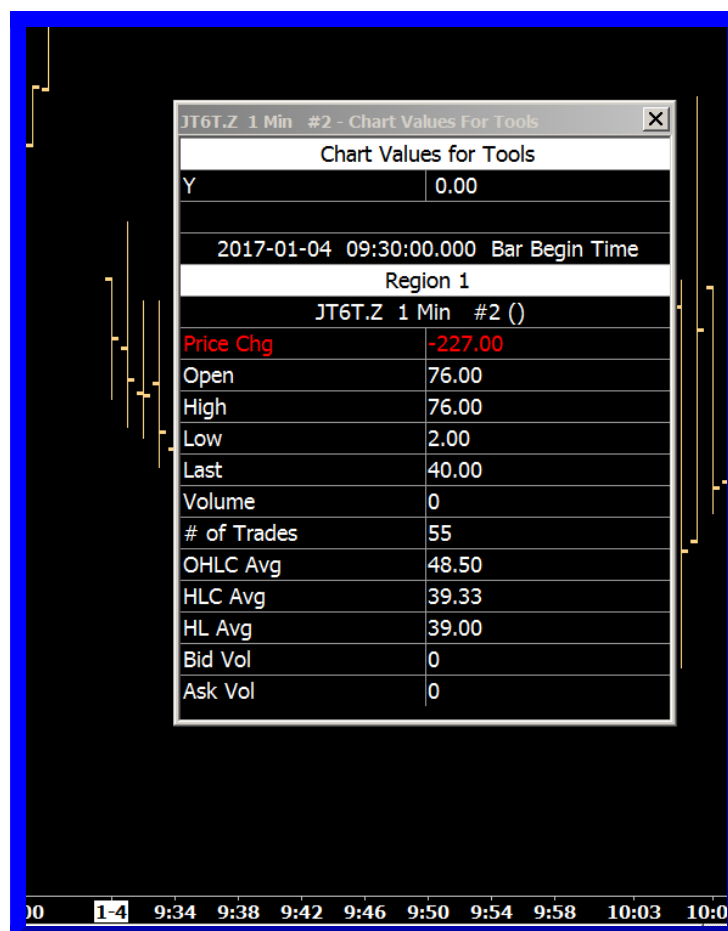 JT6T.Z 1 Min #2 - Chart Values For Tools
Chart Values for Tools
Y 0.00
2017-01-04 09:30:00.000 Bar Begin Time
Region 1
JT6T.Z 1 Min #2 ()
Price Chg -227.00
Open 76.00
High 76.00
Low 2.00
Last 40.00
Volume 0
# of Trades 55
OHLC Avg 48.50
HLC Avg 39.33
HL Avg 39.00
Bid Vol 0
Ask Vol 0
00 1-4 9:34 9:38 9:42 9:46 9:50 9:54 9:58 10:03 10:0